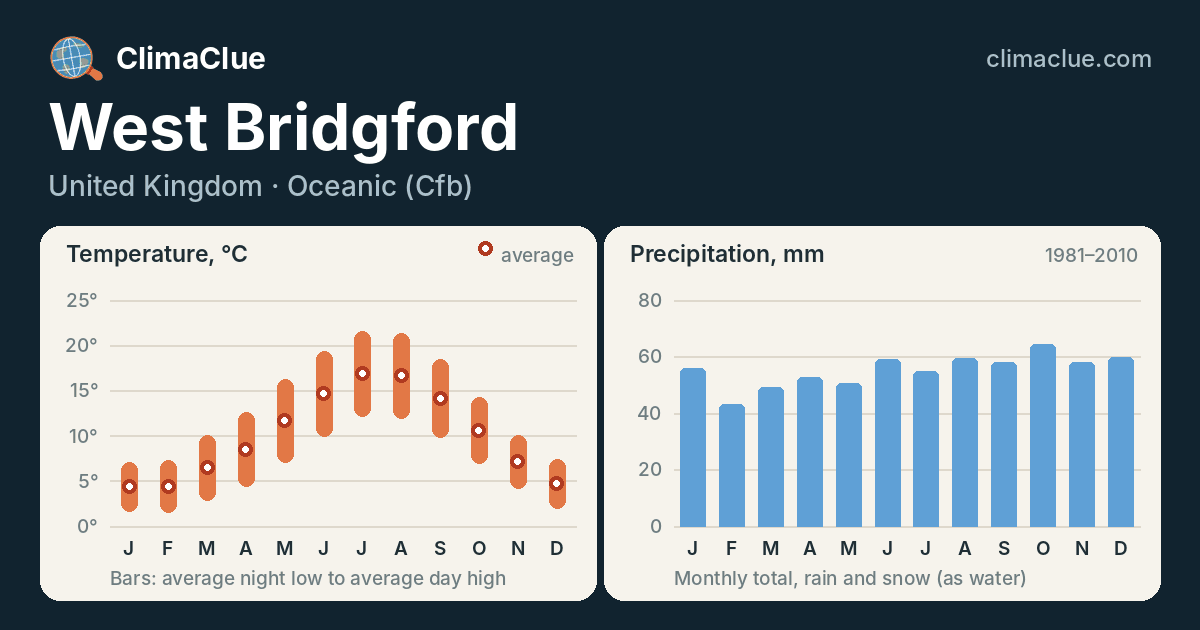 ClimaClue
climaclue.com
West Bridgford
United Kingdom · Oceanic (Cfb)
Temperature, °C
average
25°
20°
15°
10°
5°
0°
J F M A M J J A S O N D
Bars: average night low to average day high
Precipitation, mm
1981–2010
80
60
40
20
0
J F M A M J J A S O N D
Monthly total, rain and snow (as water)